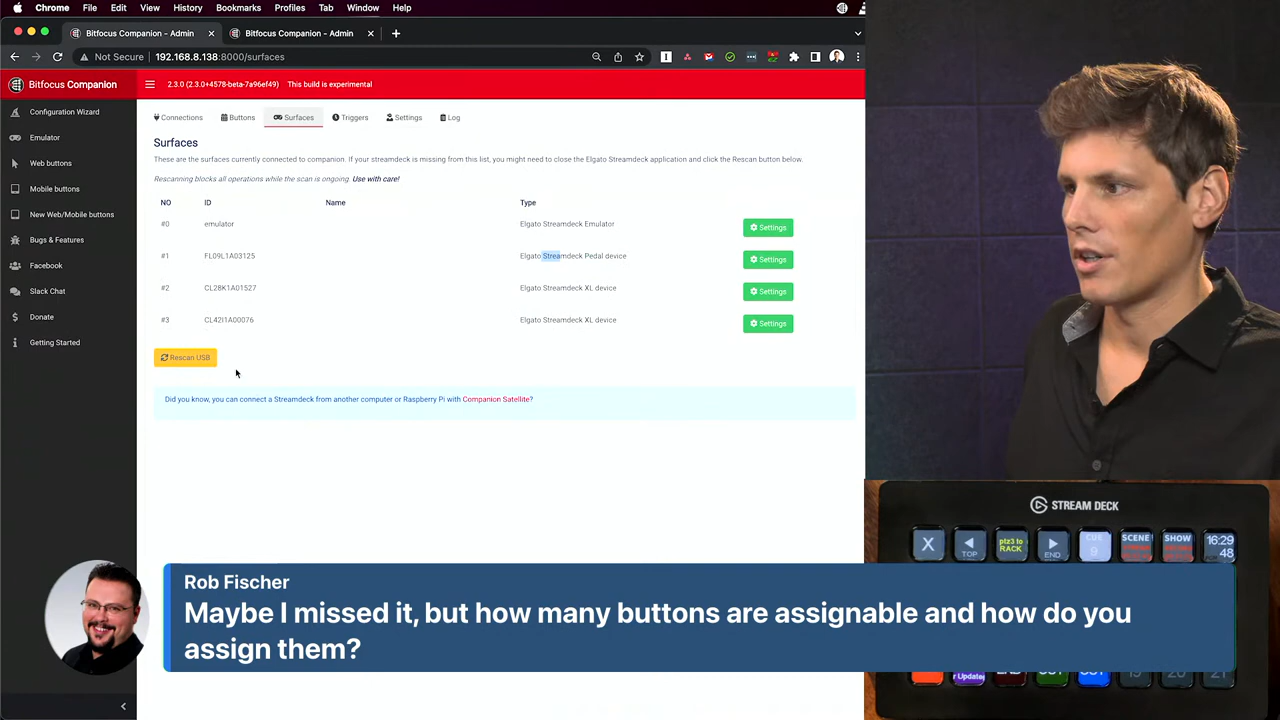 Chrome File Edit View History Bookmarks Profiles Tab Window Help
Bitfocus Companion - Admin
Bitfocus Companion - Admin
Not Secure 192.168.8.138:8000/surfaces
Bitfocus Companion
2.3.0 (2.3.0+4578-beta-7a96ef49) This build is experimental
Configuration Wizard
Emulator
Web buttons
Mobile buttons
New Web/Mobile buttons
Bugs & Features
Facebook
Slack Chat
Donate
Getting Started
Connections Buttons Surfaces Triggers Settings Log
Surfaces
These are the surfaces currently connected to companion. If your streamdeck is missing from this list, you might need to close the Elgato Streamdeck application and click the Rescan button below.
Rescanning blocks all operations while the scan is ongoing. Use with care!
NO ID Name Type
#0 emulator Elgato Streamdeck Emulator Settings
#1 FL09L1A03125 Elgato Streamdeck Pedal device Settings
#2 CL28K1A01527 Elgato Streamdeck XL device Settings
#3 CL42I1A00076 Elgato Streamdeck XL device Settings
Rescan USB
Did you know, you can connect a Streamdeck from another computer or Raspberry Pi with Companion Satellite?
STREAM DECK
X
TOP
ptz3 to
RACK
END
CUE
9
SCENE
SHOW
16:29
48
Rob Fischer
Maybe I missed it, but how many buttons are assignable and how do you
assign them?
19 20 21